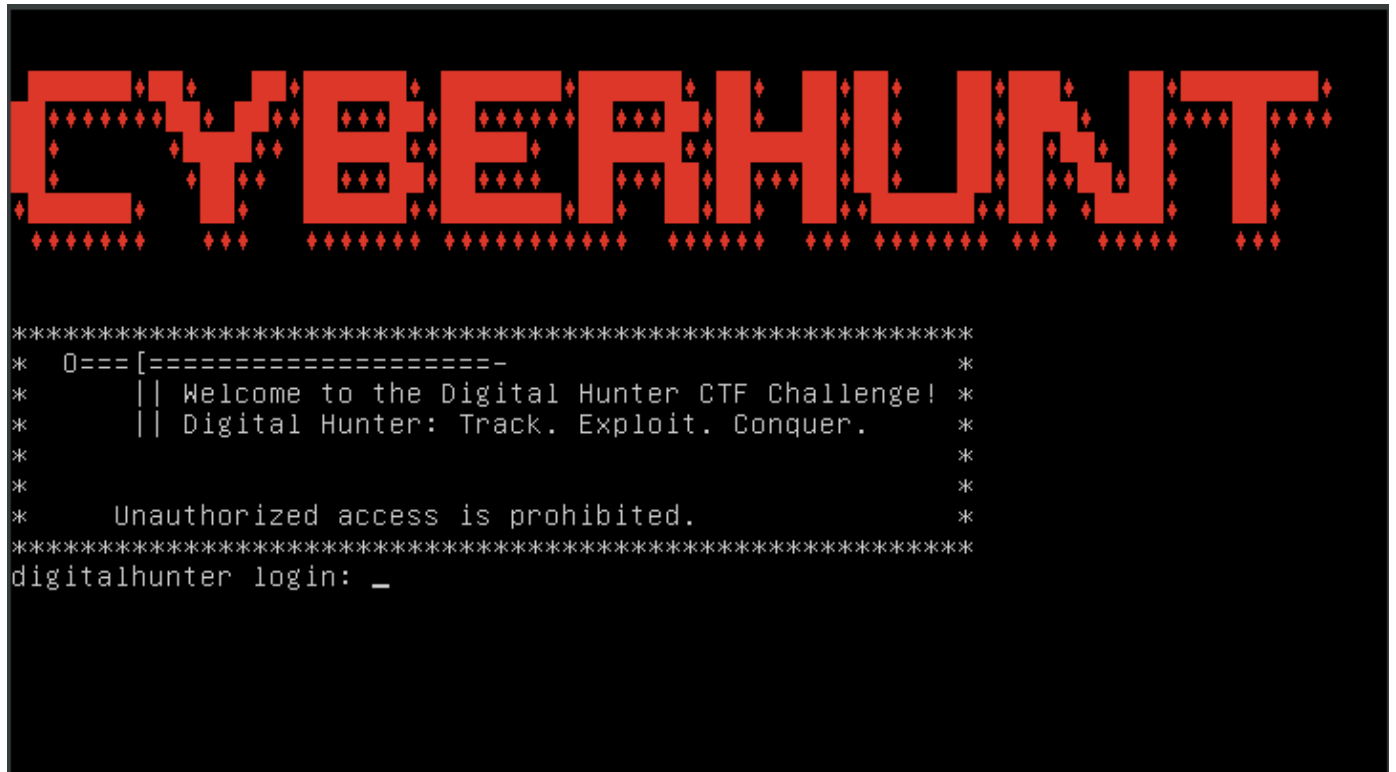 CYBERHUNT
*********************************************************
*  O===[====================-                           *
*       || Welcome to the Digital Hunter CTF Challenge! *
*       || Digital Hunter: Track. Exploit. Conquer.     *
*                                                       *
*                                                       *
*     Unauthorized access is prohibited.                *
*********************************************************
digitalhunter login: _